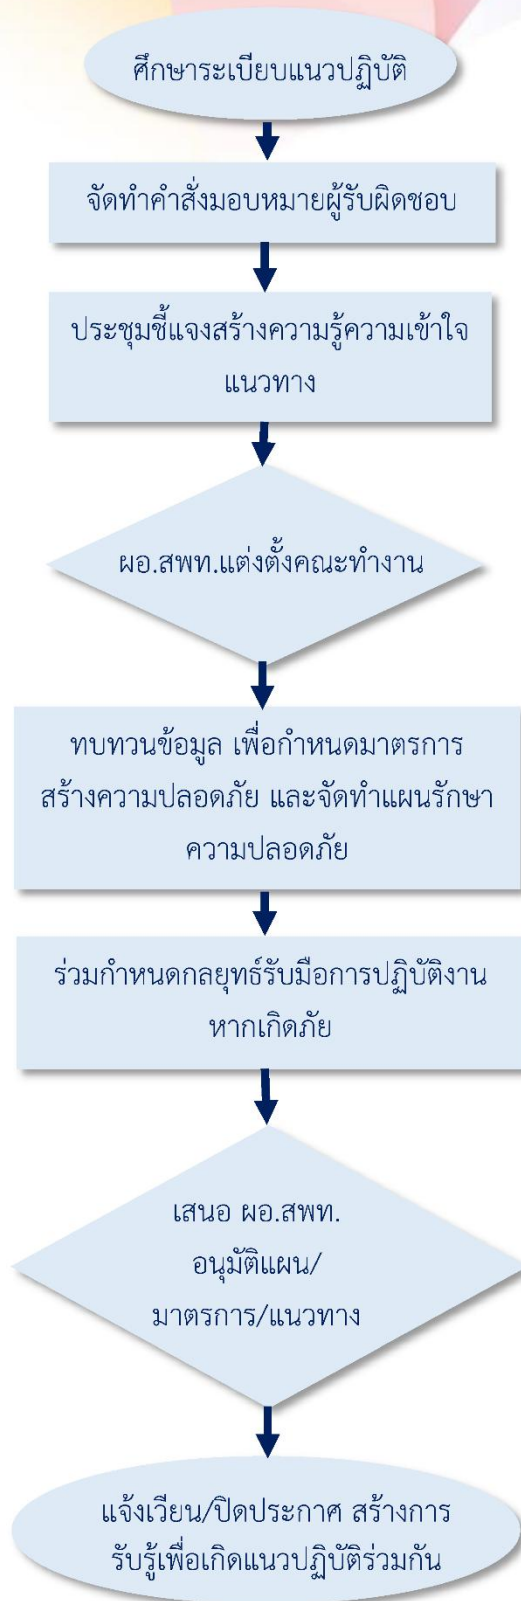 ศึกษาระเบียบแนวปฏิบัติ
จัดทำคำสั่งมอบหมายผู้รับผิดชอบ
ประชุมชี้แจงสร้างความรู้ความเข้าใจ
แนวทาง
ผอ.สพท.แต่งตั้งคณะทำงาน
ทบทวนข้อมูล เพื่อกำหนดมาตรการ
สร้างความปลอดภัย และจัดทำแผนรักษา
ความปลอดภัย
ร่วมกำหนดกลยุทธ์รับมือการปฏิบัติงาน
หากเกิดภัย
เสนอ ผอ.สพท.
อนุมัติแผน/
มาตรการ/แนวทาง
แจ้งเวียน/ปิดประกาศ สร้างการ
รับรู้เพื่อเกิดแนวปฏิบัติร่วมกัน